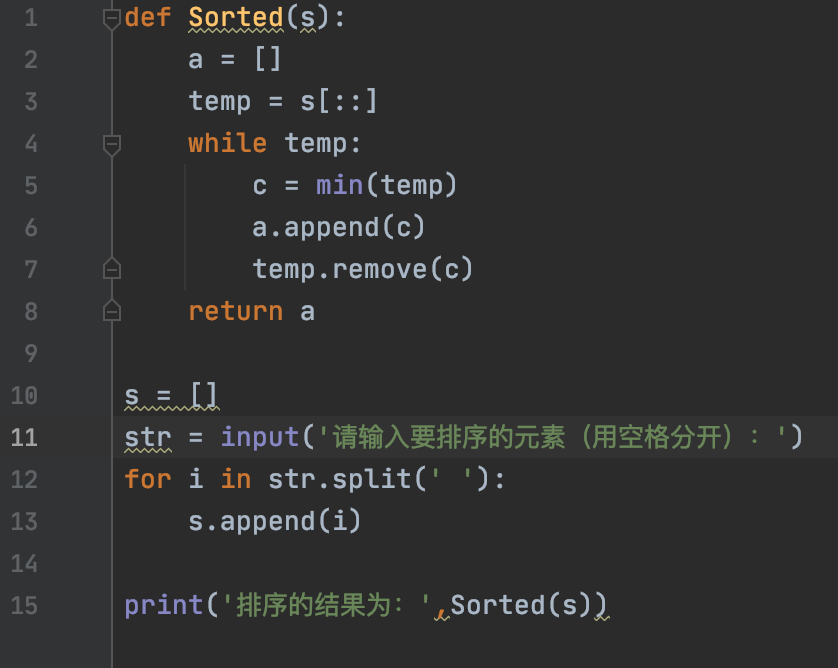 1 def Sorted(s):
2     a = []
3     temp = s[::]
4     while temp:
5         c = min(temp)
6         a.append(c)
7         temp.remove(c)
8     return a
9
10 s = []
11 str = input('请输入要排序的元素（用空格分开）：')
12 for i in str.split(' '):
13     s.append(i)
14
15 print('排序的结果为：',Sorted(s))